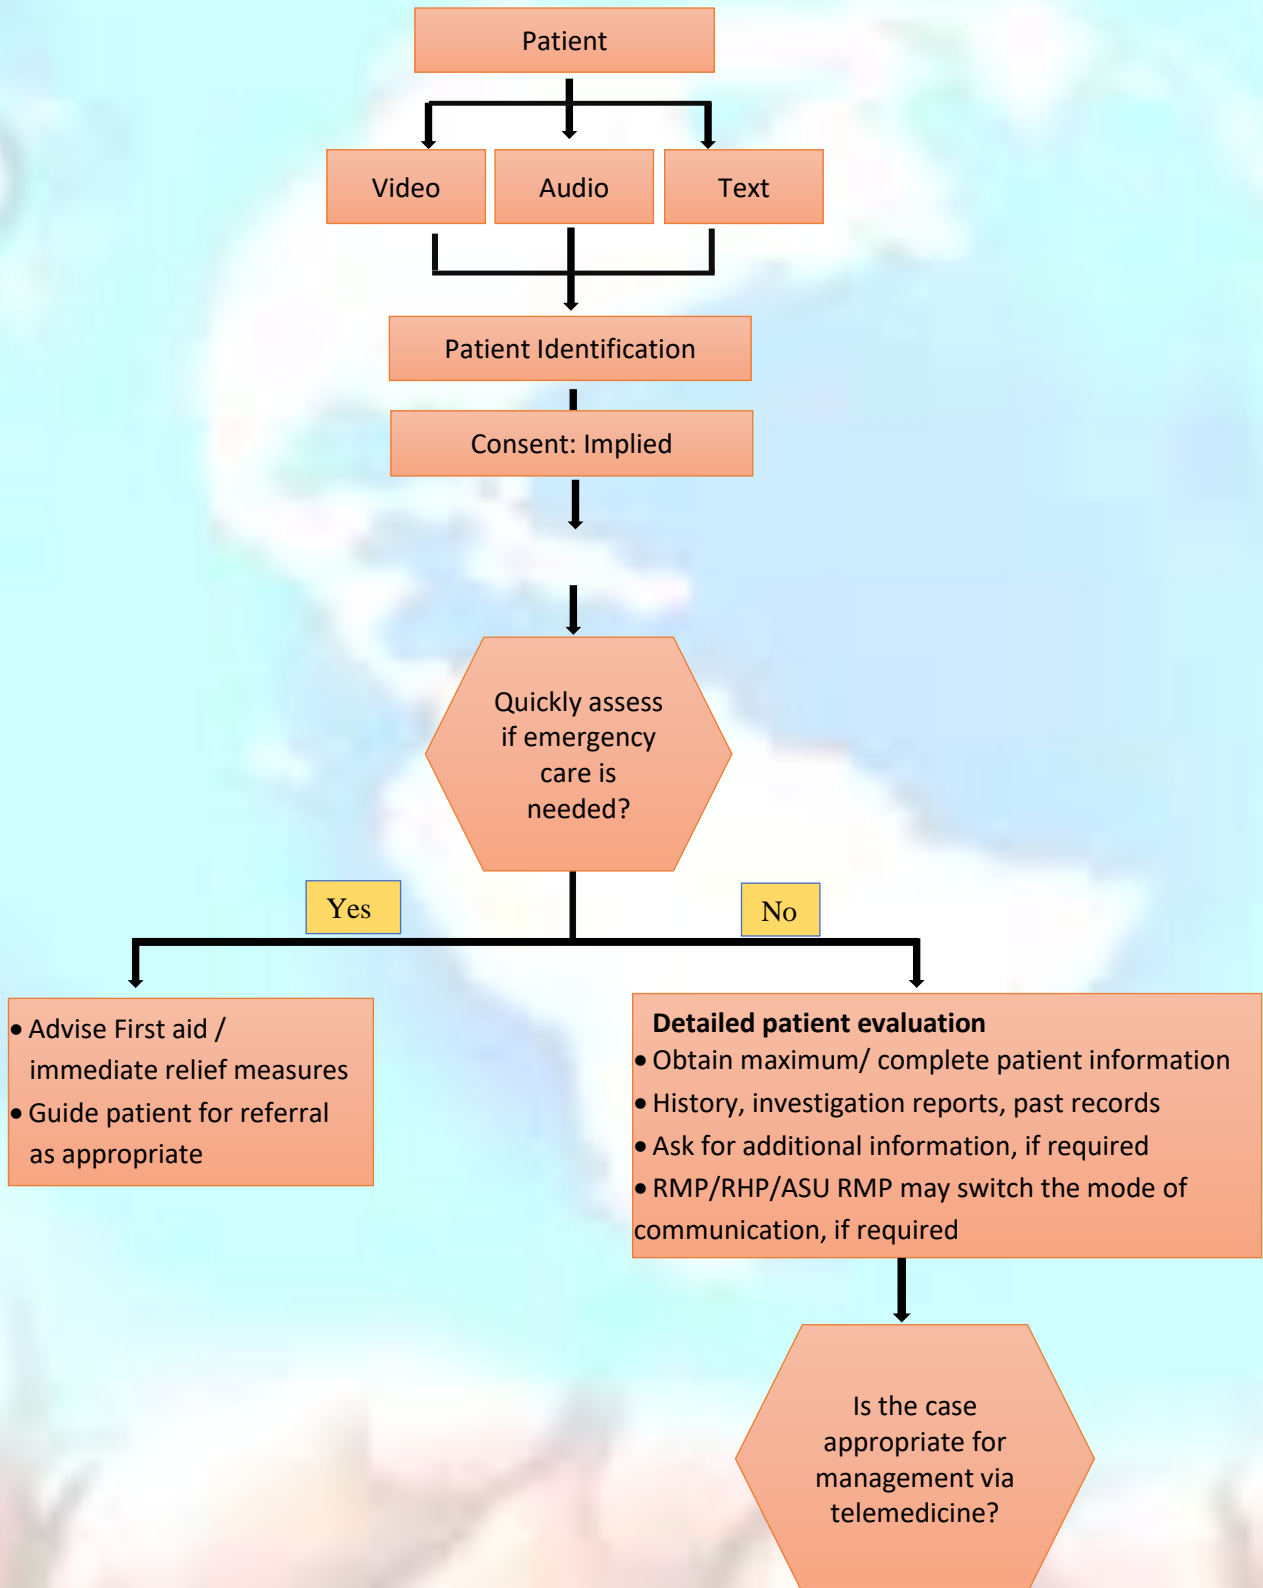 Patient
Video
Audio
Text
Patient Identification
Consent: Implied
Quickly assess
if emergency
care is
needed?
Yes
No
• Advise First aid /
immediate relief measures
• Guide patient for referral
as appropriate
Detailed patient evaluation
• Obtain maximum/ complete patient information
• History, investigation reports, past records
• Ask for additional information, if required
• RMP/RHP/ASU RMP may switch the mode of
communication, if required
Is the case
appropriate for
management via
telemedicine?